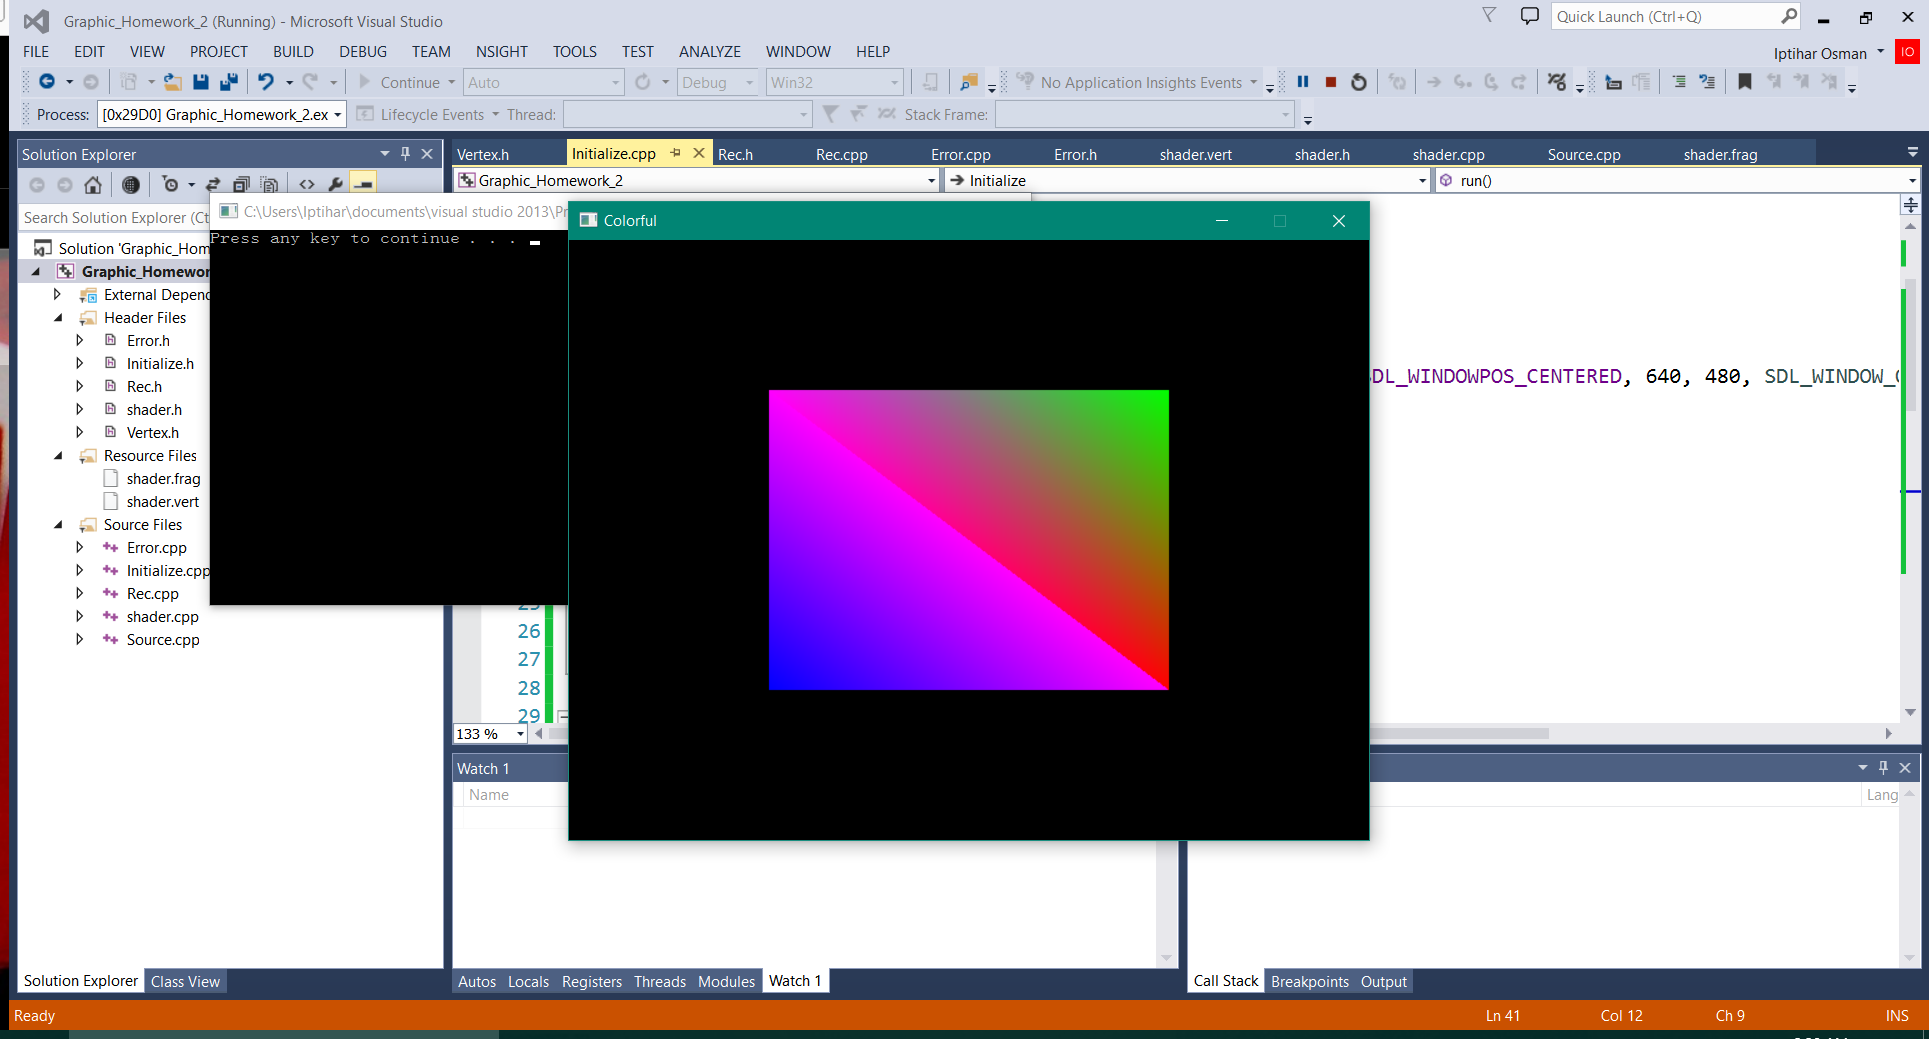 Graphic_Homework_2 (Running) - Microsoft Visual Studio
Quick Launch (Ctrl+Q)
FILE EDIT VIEW PROJECT BUILD DEBUG TEAM NSIGHT TOOLS TEST ANALYZE WINDOW HELP
Iptihar Osman IO
Continue Auto Debug Win32 No Application Insights Events
Process: [0x29D0] Graphic_Homework_2.ex Lifecycle Events Thread: Stack Frame:
Solution Explorer
Vertex.h Initialize.cpp Rec.h Rec.cpp Error.cpp Error.h shader.vert shader.h shader.cpp Source.cpp shader.frag
Graphic_Homework_2 Initialize run()
Search Solution Explorer (Ct
C:\Users\Iptihar\documents\visual studio 2013\Pr
Colorful
Press any key to continue . . .
Solution 'Graphic_Hom
Graphic_Homewor
External Depend
Header Files
Error.h
Initialize.h
Rec.h
shader.h
Vertex.h
Resource Files
shader.frag
shader.vert
Source Files
Error.cpp
Initialize.cpp
Rec.cpp
shader.cpp
Source.cpp
DL_WINDOWPOS_CENTERED, 640, 480, SDL_WINDOW_
25
26
27
28
29
133 %
Watch 1
Name
Lang
Solution Explorer Class View
Autos Locals Registers Threads Modules Watch 1
Call Stack Breakpoints Output
Ready
Ln 41 Col 12 Ch 9 INS